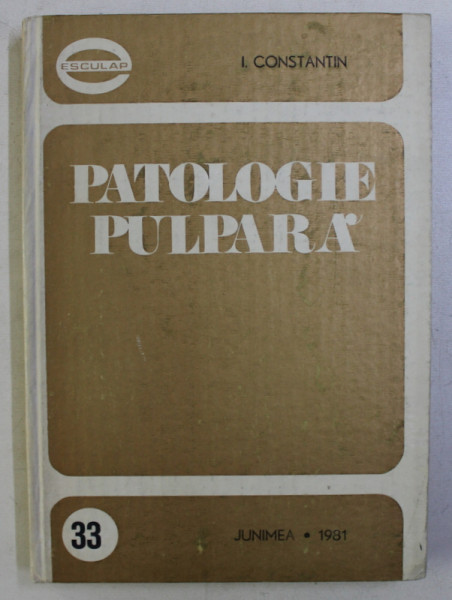 ESCULAP
I. CONSTANTIN
PATOLOGIE
PULPARĂ
33
JUNIMEA • 1981